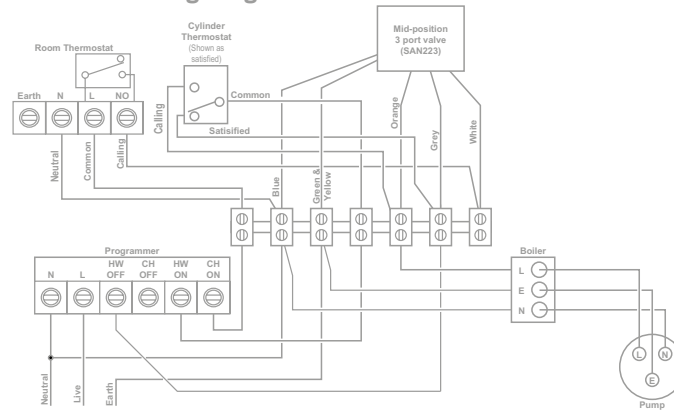 Cylinder
Thermostat
(Shown as
satisfied)
Mid-position
3 port valve
(SAN223)
Room Thermostat
Earth N L NO
Common
Calling
Satisified
Orange
Grey
White
Neutral
Common
Calling
Blue
Green &
Yellow
Programmer
N L HW OFF CH OFF HW ON CH ON
Boiler
L
E
N
L N
E
Pump
Neutral
Live
Earth